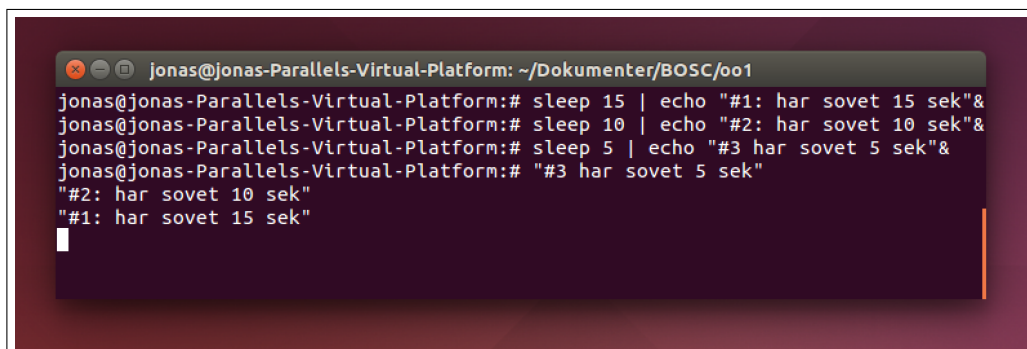 jonas@jonas-Parallels-Virtual-Platform: ~/Dokumenter/BOSC/oo1
jonas@jonas-Parallels-Virtual-Platform:# sleep 15 | echo "#1: har sovet 15 sek"&
jonas@jonas-Parallels-Virtual-Platform:# sleep 10 | echo "#2: har sovet 10 sek"&
jonas@jonas-Parallels-Virtual-Platform:# sleep 5 | echo "#3 har sovet 5 sek"&
jonas@jonas-Parallels-Virtual-Platform:# "#3 har sovet 5 sek"
"#2: har sovet 10 sek"
"#1: har sovet 15 sek"